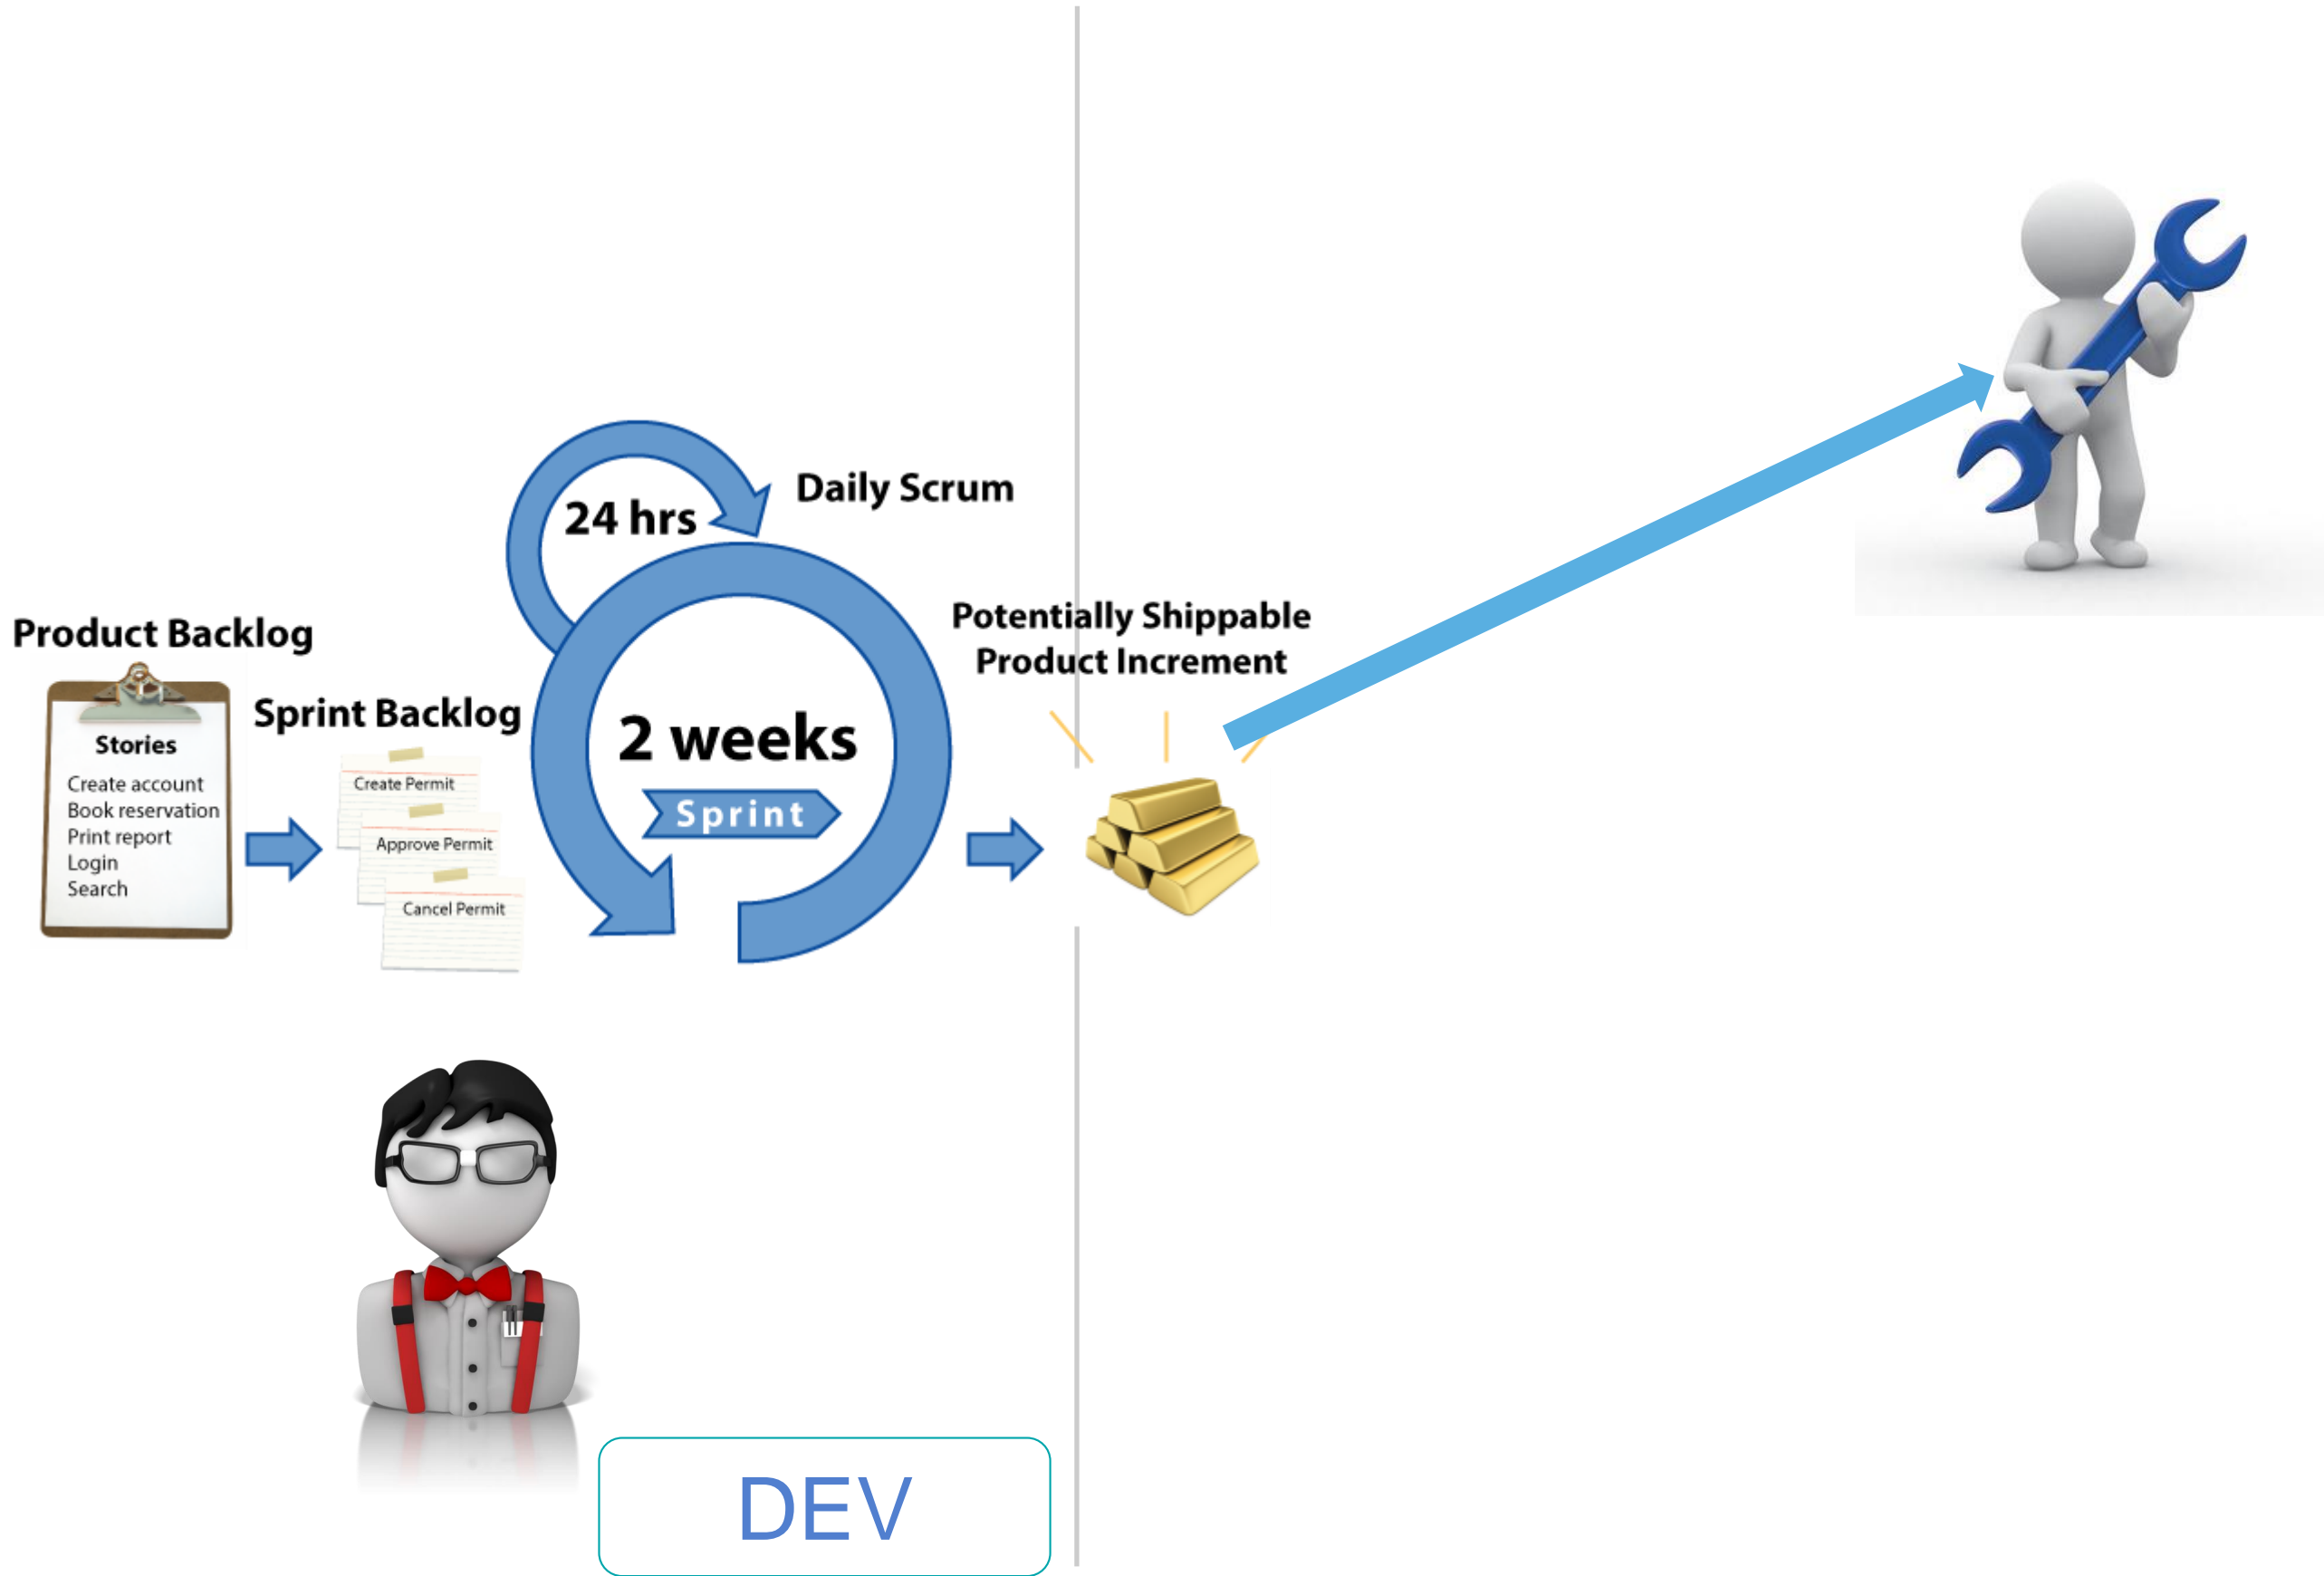 Daily Scrum
24 hrs
Potentially Shippable
Product Increment
Product Backlog
Sprint Backlog
Stories
Create account
Book reservation
Print report
Login
Search
Create Permit
Approve Permit
Cancel Permit
2 weeks
Sprint
DEV